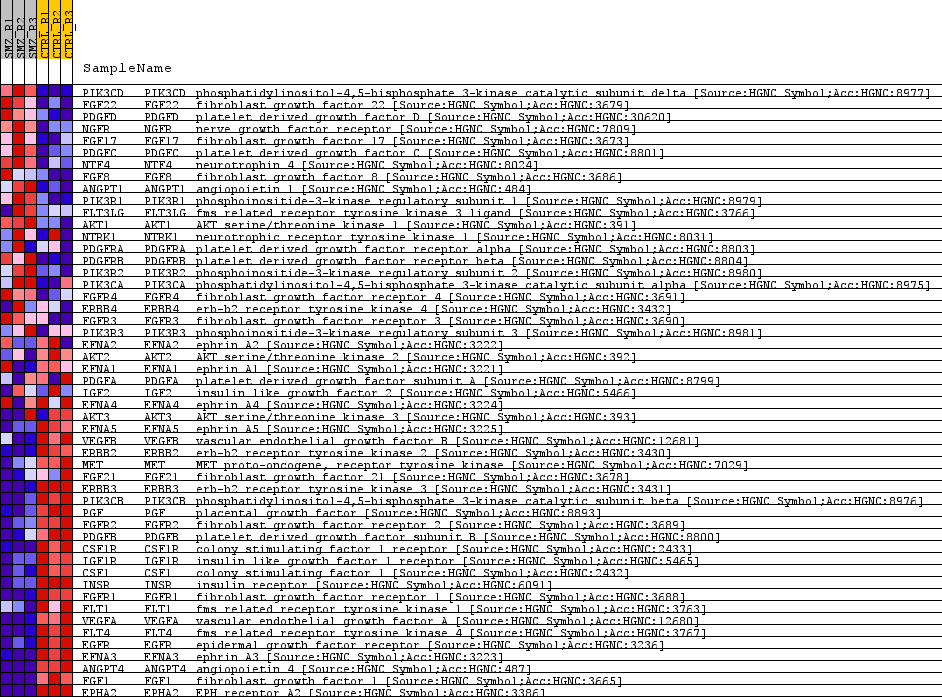 SMZ_R1 SMZ_R2 SMZ_R3 CTRL_R1 CTRL_R2 CTRL_R3
SampleName
PIK3CD PIK3CD phosphatidylinositol-4,5-bisphosphate 3-kinase catalytic subunit delta [Source:HGNC Symbol;Acc:HGNC:8977]
FGF22 FGF22 fibroblast growth factor 22 [Source:HGNC Symbol;Acc:HGNC:3679]
PDGFD PDGFD platelet derived growth factor D [Source:HGNC Symbol;Acc:HGNC:30620]
NGFR NGFR nerve growth factor receptor [Source:HGNC Symbol;Acc:HGNC:7809]
FGF17 FGF17 fibroblast growth factor 17 [Source:HGNC Symbol;Acc:HGNC:3673]
PDGFC PDGFC platelet derived growth factor C [Source:HGNC Symbol;Acc:HGNC:8801]
NTF4 NTF4 neurotrophin 4 [Source:HGNC Symbol;Acc:HGNC:8024]
FGF8 FGF8 fibroblast growth factor 8 [Source:HGNC Symbol;Acc:HGNC:3686]
ANGPT1 ANGPT1 angiopoietin 1 [Source:HGNC Symbol;Acc:HGNC:484]
PIK3R1 PIK3R1 phosphoinositide-3-kinase regulatory subunit 1 [Source:HGNC Symbol;Acc:HGNC:8979]
FLT3LG FLT3LG fms related receptor tyrosine kinase 3 ligand [Source:HGNC Symbol;Acc:HGNC:3766]
AKT1 AKT1 AKT serine/threonine kinase 1 [Source:HGNC Symbol;Acc:HGNC:391]
NTRK1 NTRK1 neurotrophic receptor tyrosine kinase 1 [Source:HGNC Symbol;Acc:HGNC:8031]
PDGFRA PDGFRA platelet derived growth factor receptor alpha [Source:HGNC Symbol;Acc:HGNC:8803]
PDGFRB PDGFRB platelet derived growth factor receptor beta [Source:HGNC Symbol;Acc:HGNC:8804]
PIK3R2 PIK3R2 phosphoinositide-3-kinase regulatory subunit 2 [Source:HGNC Symbol;Acc:HGNC:8980]
PIK3CA PIK3CA phosphatidylinositol-4,5-bisphosphate 3-kinase catalytic subunit alpha [Source:HGNC Symbol;Acc:HGNC:8975]
FGFR4 FGFR4 fibroblast growth factor receptor 4 [Source:HGNC Symbol;Acc:HGNC:3691]
ERBB4 ERBB4 erb-b2 receptor tyrosine kinase 4 [Source:HGNC Symbol;Acc:HGNC:3432]
FGFR3 FGFR3 fibroblast growth factor receptor 3 [Source:HGNC Symbol;Acc:HGNC:3690]
PIK3R3 PIK3R3 phosphoinositide-3-kinase regulatory subunit 3 [Source:HGNC Symbol;Acc:HGNC:8981]
EFNA2 EFNA2 ephrin A2 [Source:HGNC Symbol;Acc:HGNC:3222]
AKT2 AKT2 AKT serine/threonine kinase 2 [Source:HGNC Symbol;Acc:HGNC:392]
EFNA1 EFNA1 ephrin A1 [Source:HGNC Symbol;Acc:HGNC:3221]
PDGFA PDGFA platelet derived growth factor subunit A [Source:HGNC Symbol;Acc:HGNC:8799]
IGF2 IGF2 insulin like growth factor 2 [Source:HGNC Symbol;Acc:HGNC:5466]
EFNA4 EFNA4 ephrin A4 [Source:HGNC Symbol;Acc:HGNC:3224]
AKT3 AKT3 AKT serine/threonine kinase 3 [Source:HGNC Symbol;Acc:HGNC:393]
EFNA5 EFNA5 ephrin A5 [Source:HGNC Symbol;Acc:HGNC:3225]
VEGFB VEGFB vascular endothelial growth factor B [Source:HGNC Symbol;Acc:HGNC:12681]
ERBB2 ERBB2 erb-b2 receptor tyrosine kinase 2 [Source:HGNC Symbol;Acc:HGNC:3430]
MET MET MET proto-oncogene, receptor tyrosine kinase [Source:HGNC Symbol;Acc:HGNC:7029]
FGF21 FGF21 fibroblast growth factor 21 [Source:HGNC Symbol;Acc:HGNC:3678]
ERBB3 ERBB3 erb-b2 receptor tyrosine kinase 3 [Source:HGNC Symbol;Acc:HGNC:3431]
PIK3CB PIK3CB phosphatidylinositol-4,5-bisphosphate 3-kinase catalytic subunit beta [Source:HGNC Symbol;Acc:HGNC:8976]
PGF PGF placental growth factor [Source:HGNC Symbol;Acc:HGNC:8893]
FGFR2 FGFR2 fibroblast growth factor receptor 2 [Source:HGNC Symbol;Acc:HGNC:3689]
PDGFB PDGFB platelet derived growth factor subunit B [Source:HGNC Symbol;Acc:HGNC:8800]
CSF1R CSF1R colony stimulating factor 1 receptor [Source:HGNC Symbol;Acc:HGNC:2433]
IGF1R IGF1R insulin like growth factor 1 receptor [Source:HGNC Symbol;Acc:HGNC:5465]
CSF1 CSF1 colony stimulating factor 1 [Source:HGNC Symbol;Acc:HGNC:2432]
INSR INSR insulin receptor [Source:HGNC Symbol;Acc:HGNC:6091]
FGFR1 FGFR1 fibroblast growth factor receptor 1 [Source:HGNC Symbol;Acc:HGNC:3688]
FLT1 FLT1 fms related receptor tyrosine kinase 1 [Source:HGNC Symbol;Acc:HGNC:3763]
VEGFA VEGFA vascular endothelial growth factor A [Source:HGNC Symbol;Acc:HGNC:12680]
FLT4 FLT4 fms related receptor tyrosine kinase 4 [Source:HGNC Symbol;Acc:HGNC:3767]
EGFR EGFR epidermal growth factor receptor [Source:HGNC Symbol;Acc:HGNC:3236]
EFNA3 EFNA3 ephrin A3 [Source:HGNC Symbol;Acc:HGNC:3223]
ANGPT4 ANGPT4 angiopoietin 4 [Source:HGNC Symbol;Acc:HGNC:487]
FGF1 FGF1 fibroblast growth factor 1 [Source:HGNC Symbol;Acc:HGNC:3665]
EPHA2 EPHA2 EPH receptor A2 [Source:HGNC Symbol;Acc:HGNC:3386]